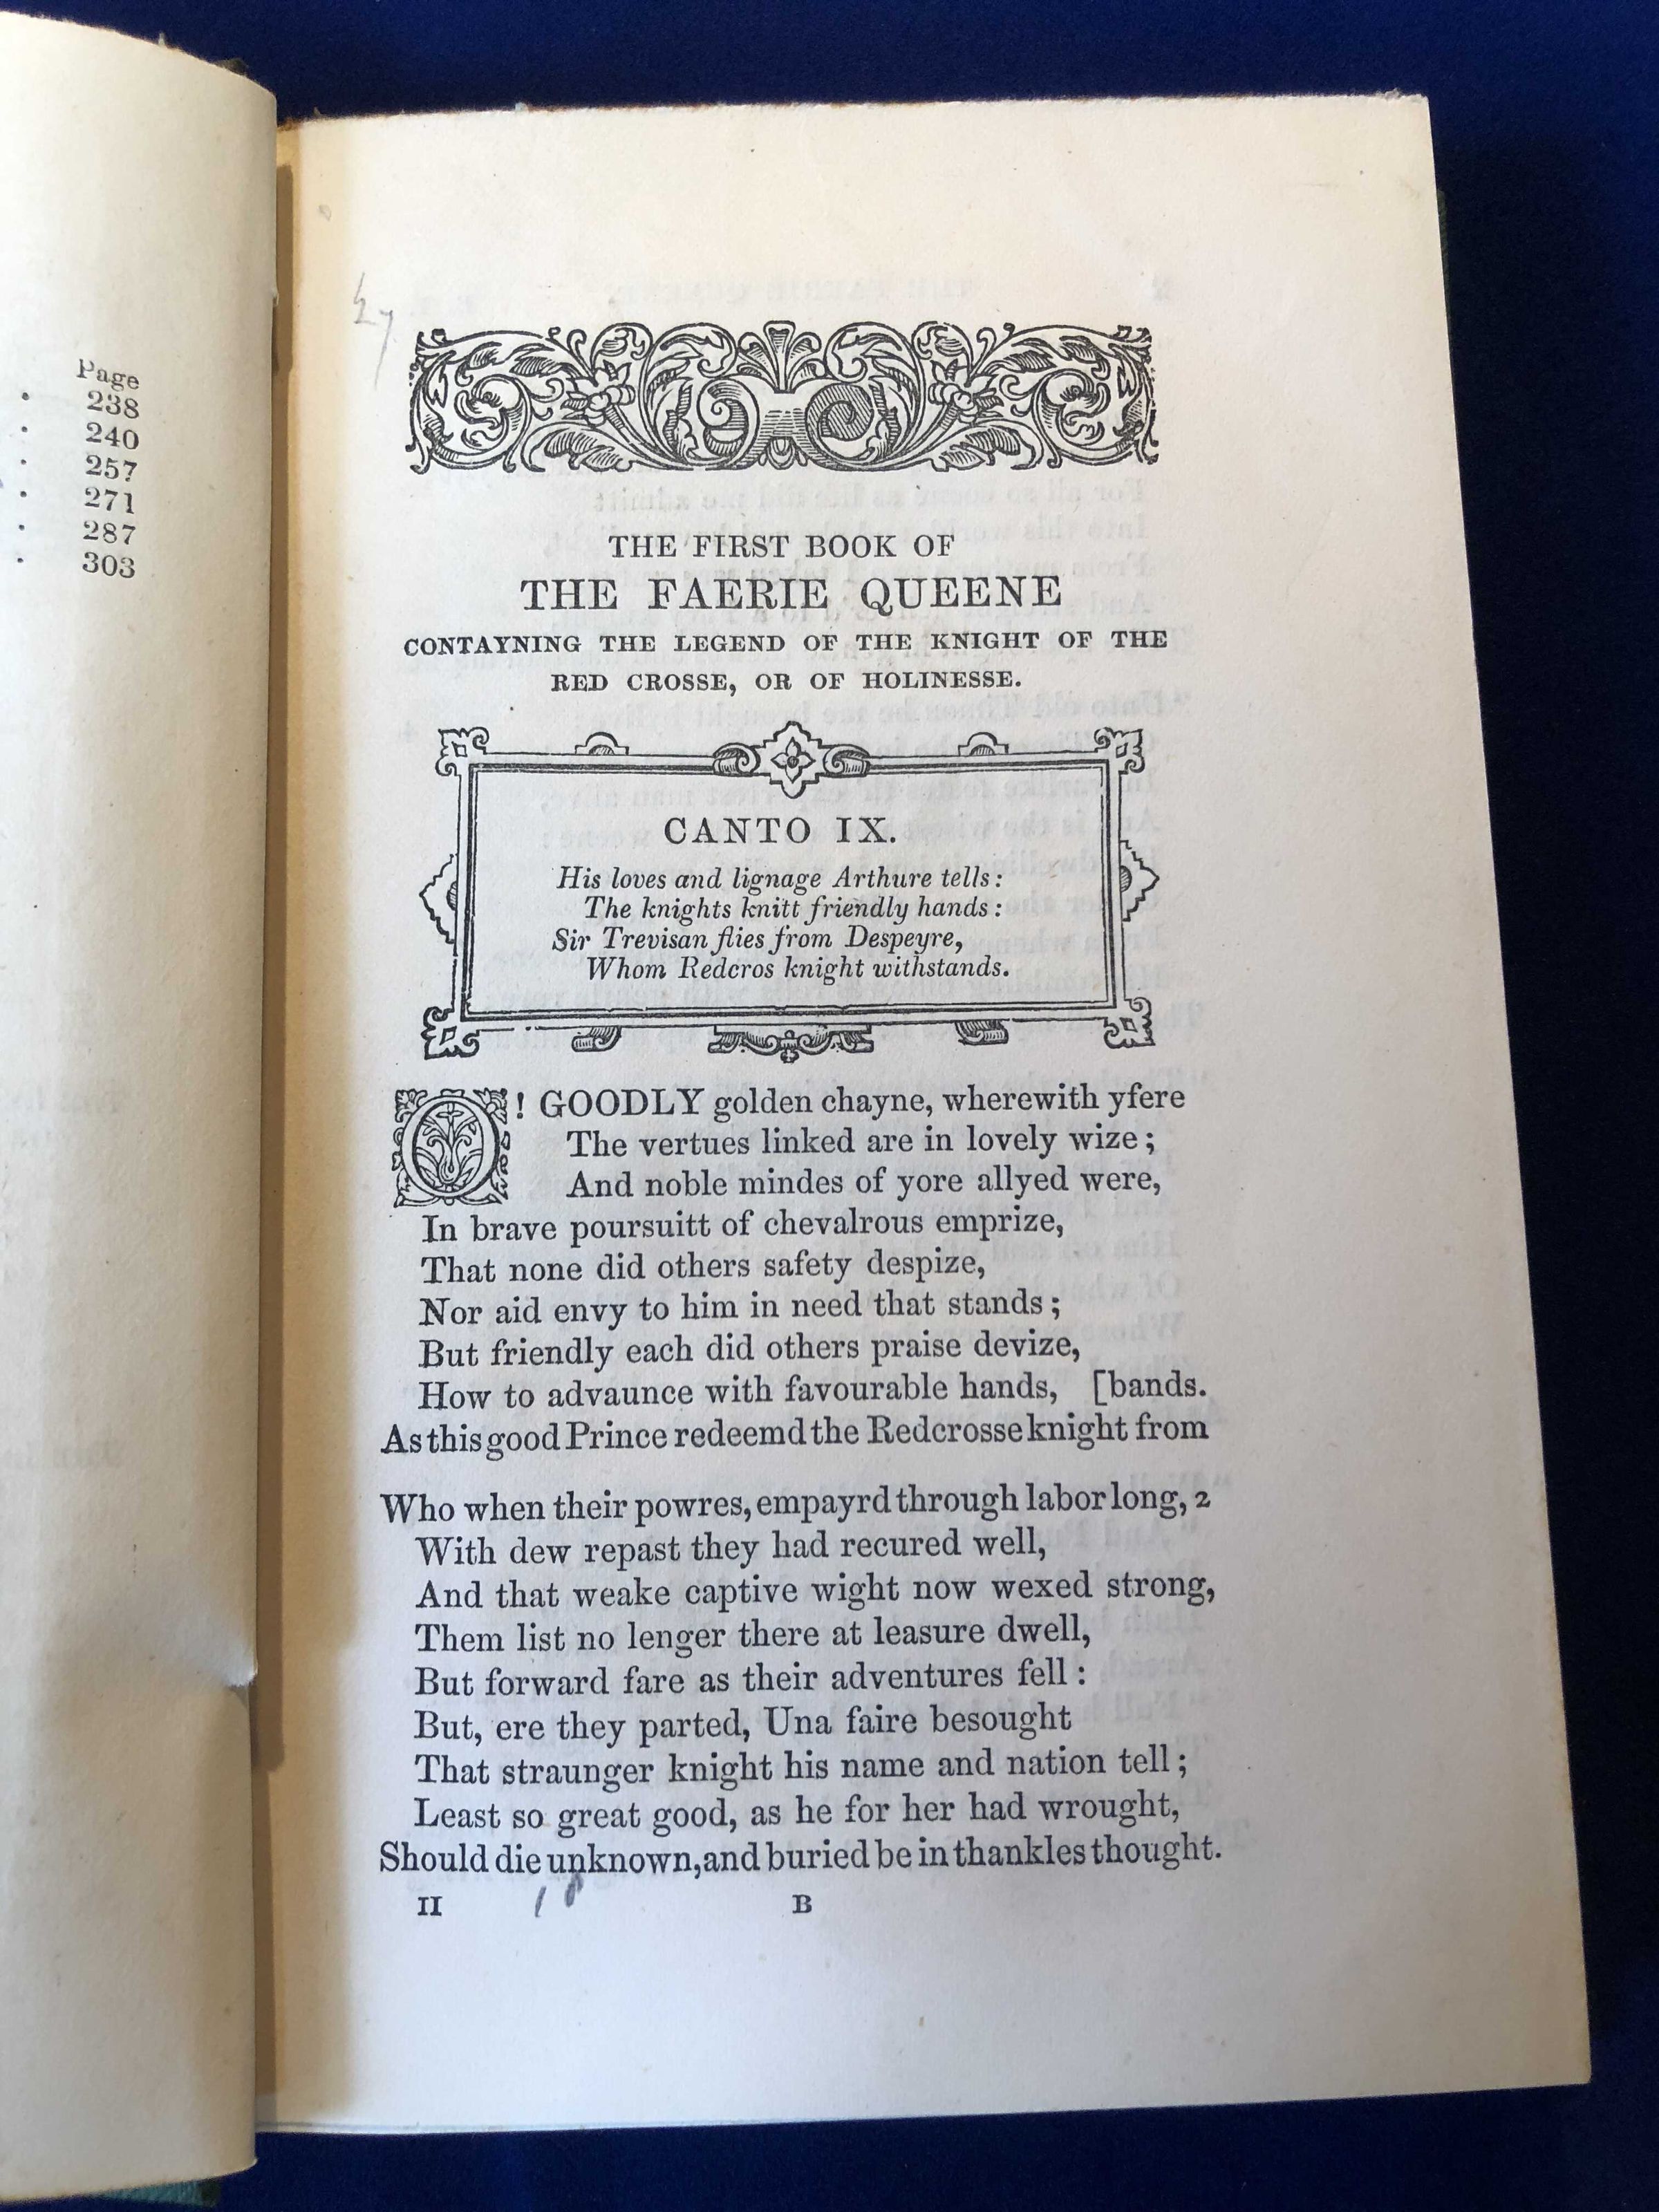 Page
238
240
257
271
287
303
THE FIRST BOOK OF
THE FAERIE QUEENE
CONTAYNING THE LEGEND OF THE KNIGHT OF THE
RED CROSSE, OR OF HOLINESSE.
CANTO IX.
His loves and lignage Arthure tells:
The knights knitt friendly hands:
Sir Trevisan flies from Despeyre,
Whom Redcros knight withstands.
O! GOODLY golden chayne, wherewith yfere
The vertues linked are in lovely wize;
And noble mindes of yore allyed were,
In brave poursuitt of chevalrous emprize,
That none did others safety despize,
Nor aid envy to him in need that stands;
But friendly each did others praise devize,
How to advaunce with favourable hands, [bands.
As this good Prince redeemd the Redcrosse knight from
Who when their powres, empayrd through labor long, 2
With dew repast they had recured well,
And that weake captive wight now wexed strong,
Them list no lenger there at leasure dwell,
But forward fare as their adventures fell:
But, ere they parted, Una faire besought
That straunger knight his name and nation tell;
Least so great good, as he for her had wrought,
Should die unknown, and buried be in thankles thought.
II B